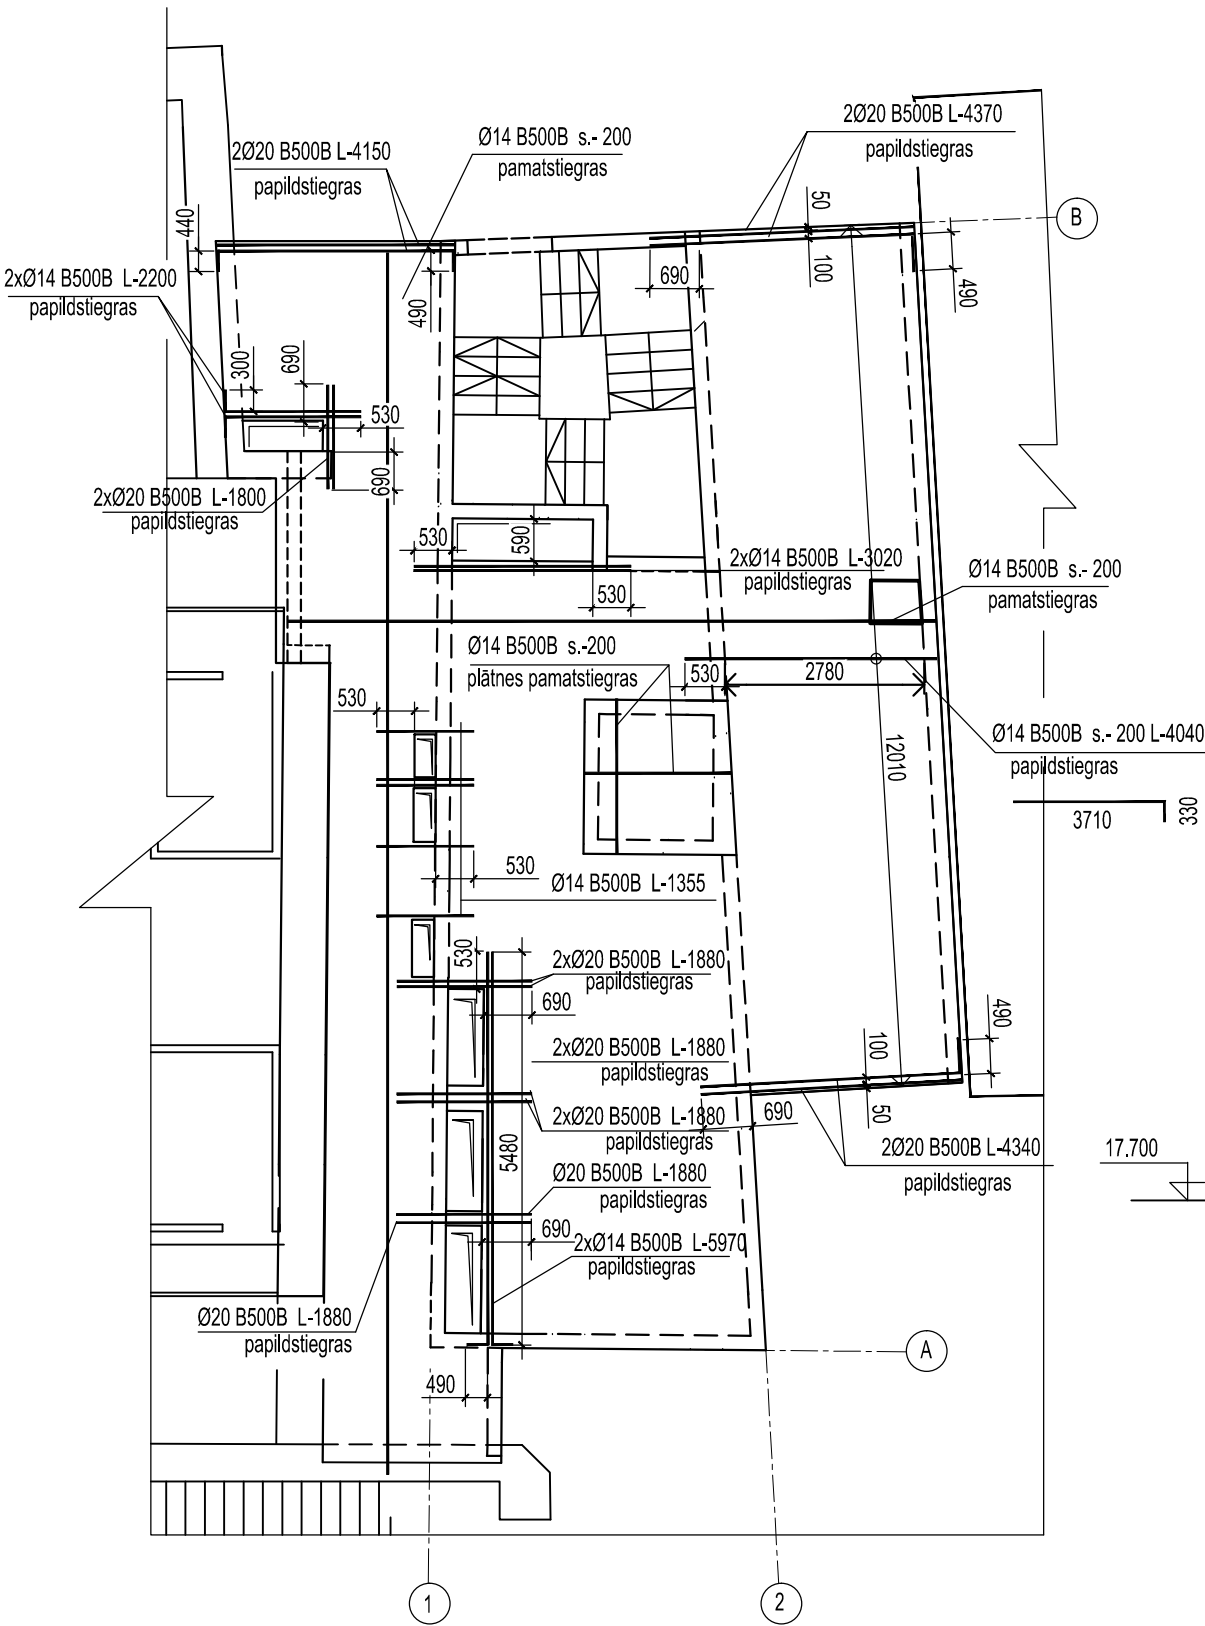 2Ø20 B500B L-4370
papildstiegras
Ø14 B500B s.- 200
pamatstiegras
2Ø20 B500B L-4150
papildstiegras
50
440
B
100
690
490
2xØ14 B500B L-2200
papildstiegras
490
300
690
530
690
2xØ20 B500B L-1800
papildstiegras
530
590
2xØ14 B500B L-3020
papildstiegras
530
Ø14 B500B s.- 200
pamatstiegras
Ø14 B500B s.-200
plātnes pamatstiegras
530
2780
530
12010
Ø14 B500B s.- 200 L-4040
papildstiegras
3710
330
530
Ø14 B500B L-1355
530
2xØ20 B500B L-1880
papildstiegras
690
490
100
2xØ20 B500B L-1880
papildstiegras
2xØ20 B500B L-1880
papildstiegras
5480
690
50
2Ø20 B500B L-4340
papildstiegras
17.700
Ø20 B500B L-1880
papildstiegras
690
2xØ14 B500B L-5970
papildstiegras
Ø20 B500B L-1880
papildstiegras
A
490
1
2